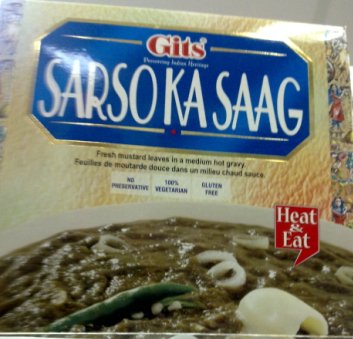 Gits
Preserving Indian Heritage
SARSO KA SAAG
Fresh mustard leaves in a medium hot gravy.
Feuilles de moutarde douce dans un milieu chaud sauce.
NO PRESERVATIVE
100% VEGETARIAN
GLUTEN FREE
Heat
&
Eat